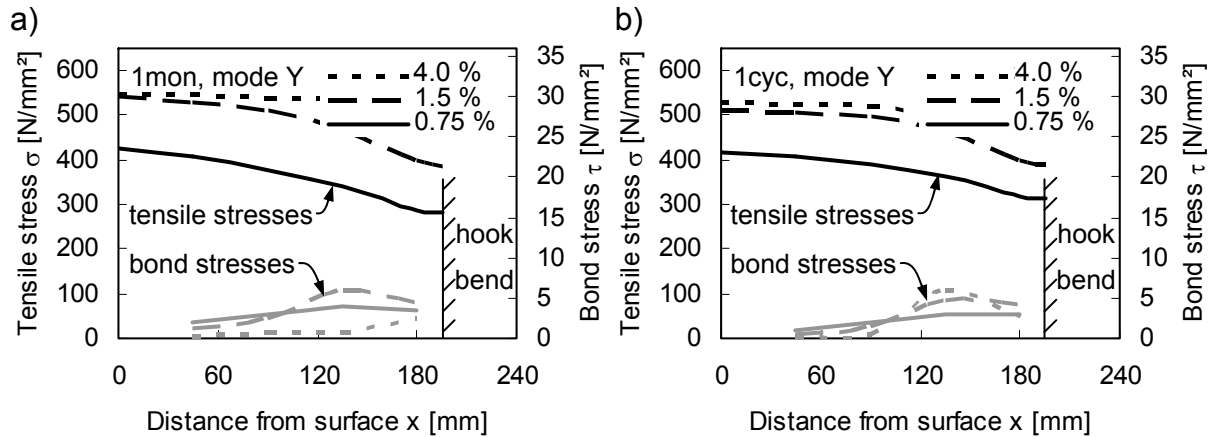 a)
Tensile stress σ [N/mm²]
600
500
400
300
200
100
0
1mon, mode Y
4.0 %
1.5 %
0.75 %
tensile stresses
bond stresses
hook
bend
35
30
25
20
15
10
5
0
Bond stress τ [N/mm²]
0
60
120
180
240
Distance from surface x [mm]
b)
Tensile stress σ [N/mm²]
600
500
400
300
200
100
0
1cyc, mode Y
4.0 %
1.5 %
0.75 %
tensile stresses
bond stresses
hook
bend
35
30
25
20
15
10
5
0
Bond stress τ [N/mm²]
0
60
120
180
240
Distance from surface x [mm]